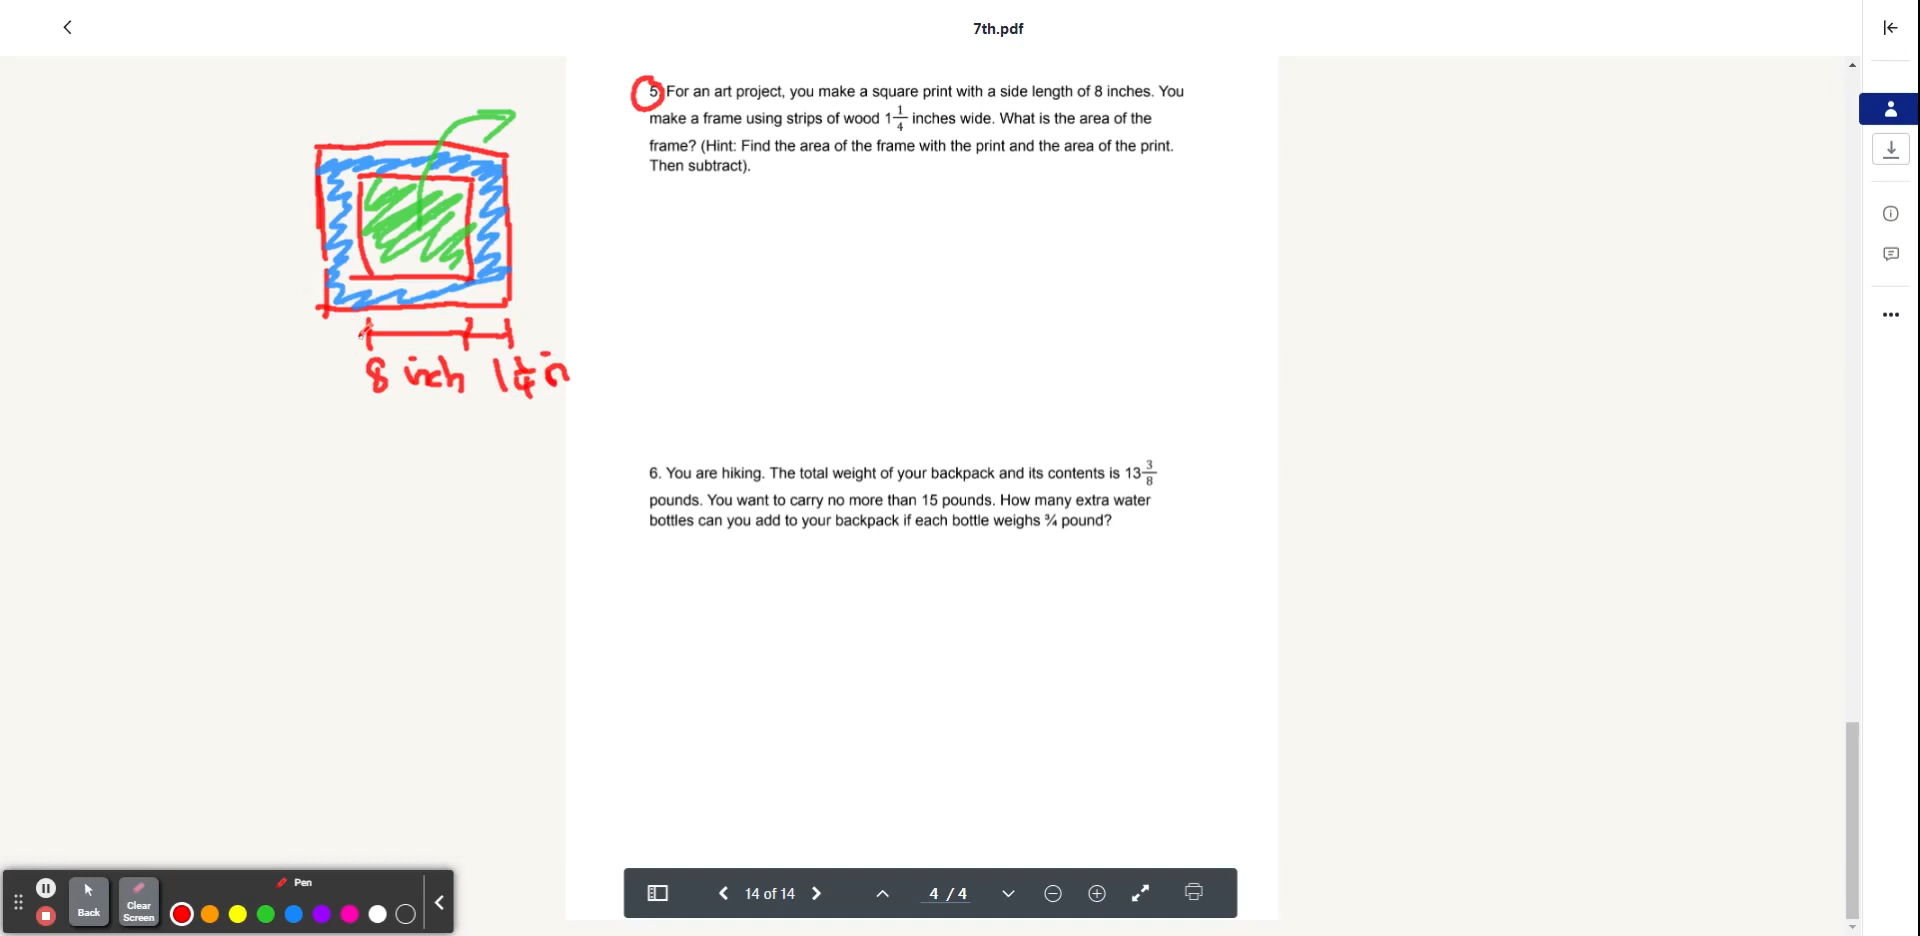 7th.pdf
5. For an art project, you make a square print with a side length of 8 inches. You
make a frame using strips of wood 1 1/4 inches wide. What is the area of the
frame? (Hint: Find the area of the frame with the print and the area of the print.
Then subtract).
8 inch 1 1/4 in
6. You are hiking. The total weight of your backpack and its contents is 13 3/8
pounds. You want to carry no more than 15 pounds. How many extra water
bottles can you add to your backpack if each bottle weighs ¾ pound?
Pen
Back
Clear
Screen
14 of 14
4 / 4